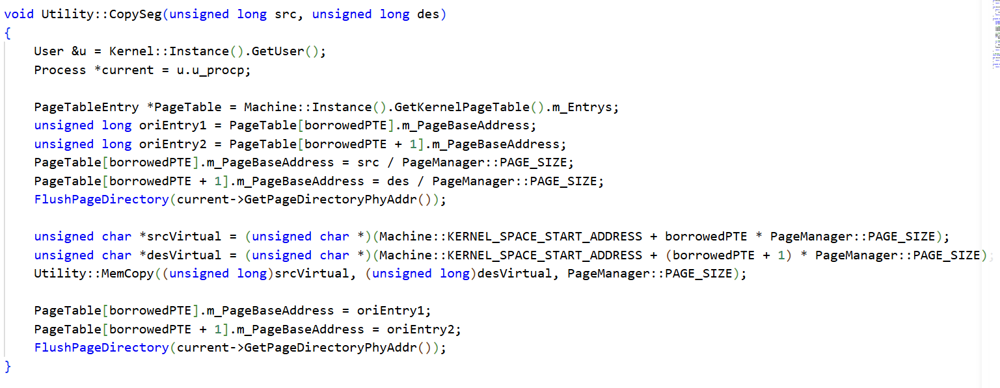 void Utility::CopySeg(unsigned long src, unsigned long des)
{
    User &u = Kernel::Instance().GetUser();
    Process *current = u.u_procp;

    PageTableEntry *PageTable = Machine::Instance().GetKernelPageTable().m_Entrys;
    unsigned long oriEntry1 = PageTable[borrowedPTE].m_PageBaseAddress;
    unsigned long oriEntry2 = PageTable[borrowedPTE + 1].m_PageBaseAddress;
    PageTable[borrowedPTE].m_PageBaseAddress = src / PageManager::PAGE_SIZE;
    PageTable[borrowedPTE + 1].m_PageBaseAddress = des / PageManager::PAGE_SIZE;
    FlushPageDirectory(current->GetPageDirectoryPhyAddr());

    unsigned char *srcVirtual = (unsigned char *)(Machine::KERNEL_SPACE_START_ADDRESS + borrowedPTE * PageManager::PAGE_SIZE);
    unsigned char *desVirtual = (unsigned char *)(Machine::KERNEL_SPACE_START_ADDRESS + (borrowedPTE + 1) * PageManager::PAGE_SIZE);
    Utility::MemCopy((unsigned long)srcVirtual, (unsigned long)desVirtual, PageManager::PAGE_SIZE);

    PageTable[borrowedPTE].m_PageBaseAddress = oriEntry1;
    PageTable[borrowedPTE + 1].m_PageBaseAddress = oriEntry2;
    FlushPageDirectory(current->GetPageDirectoryPhyAddr());
}